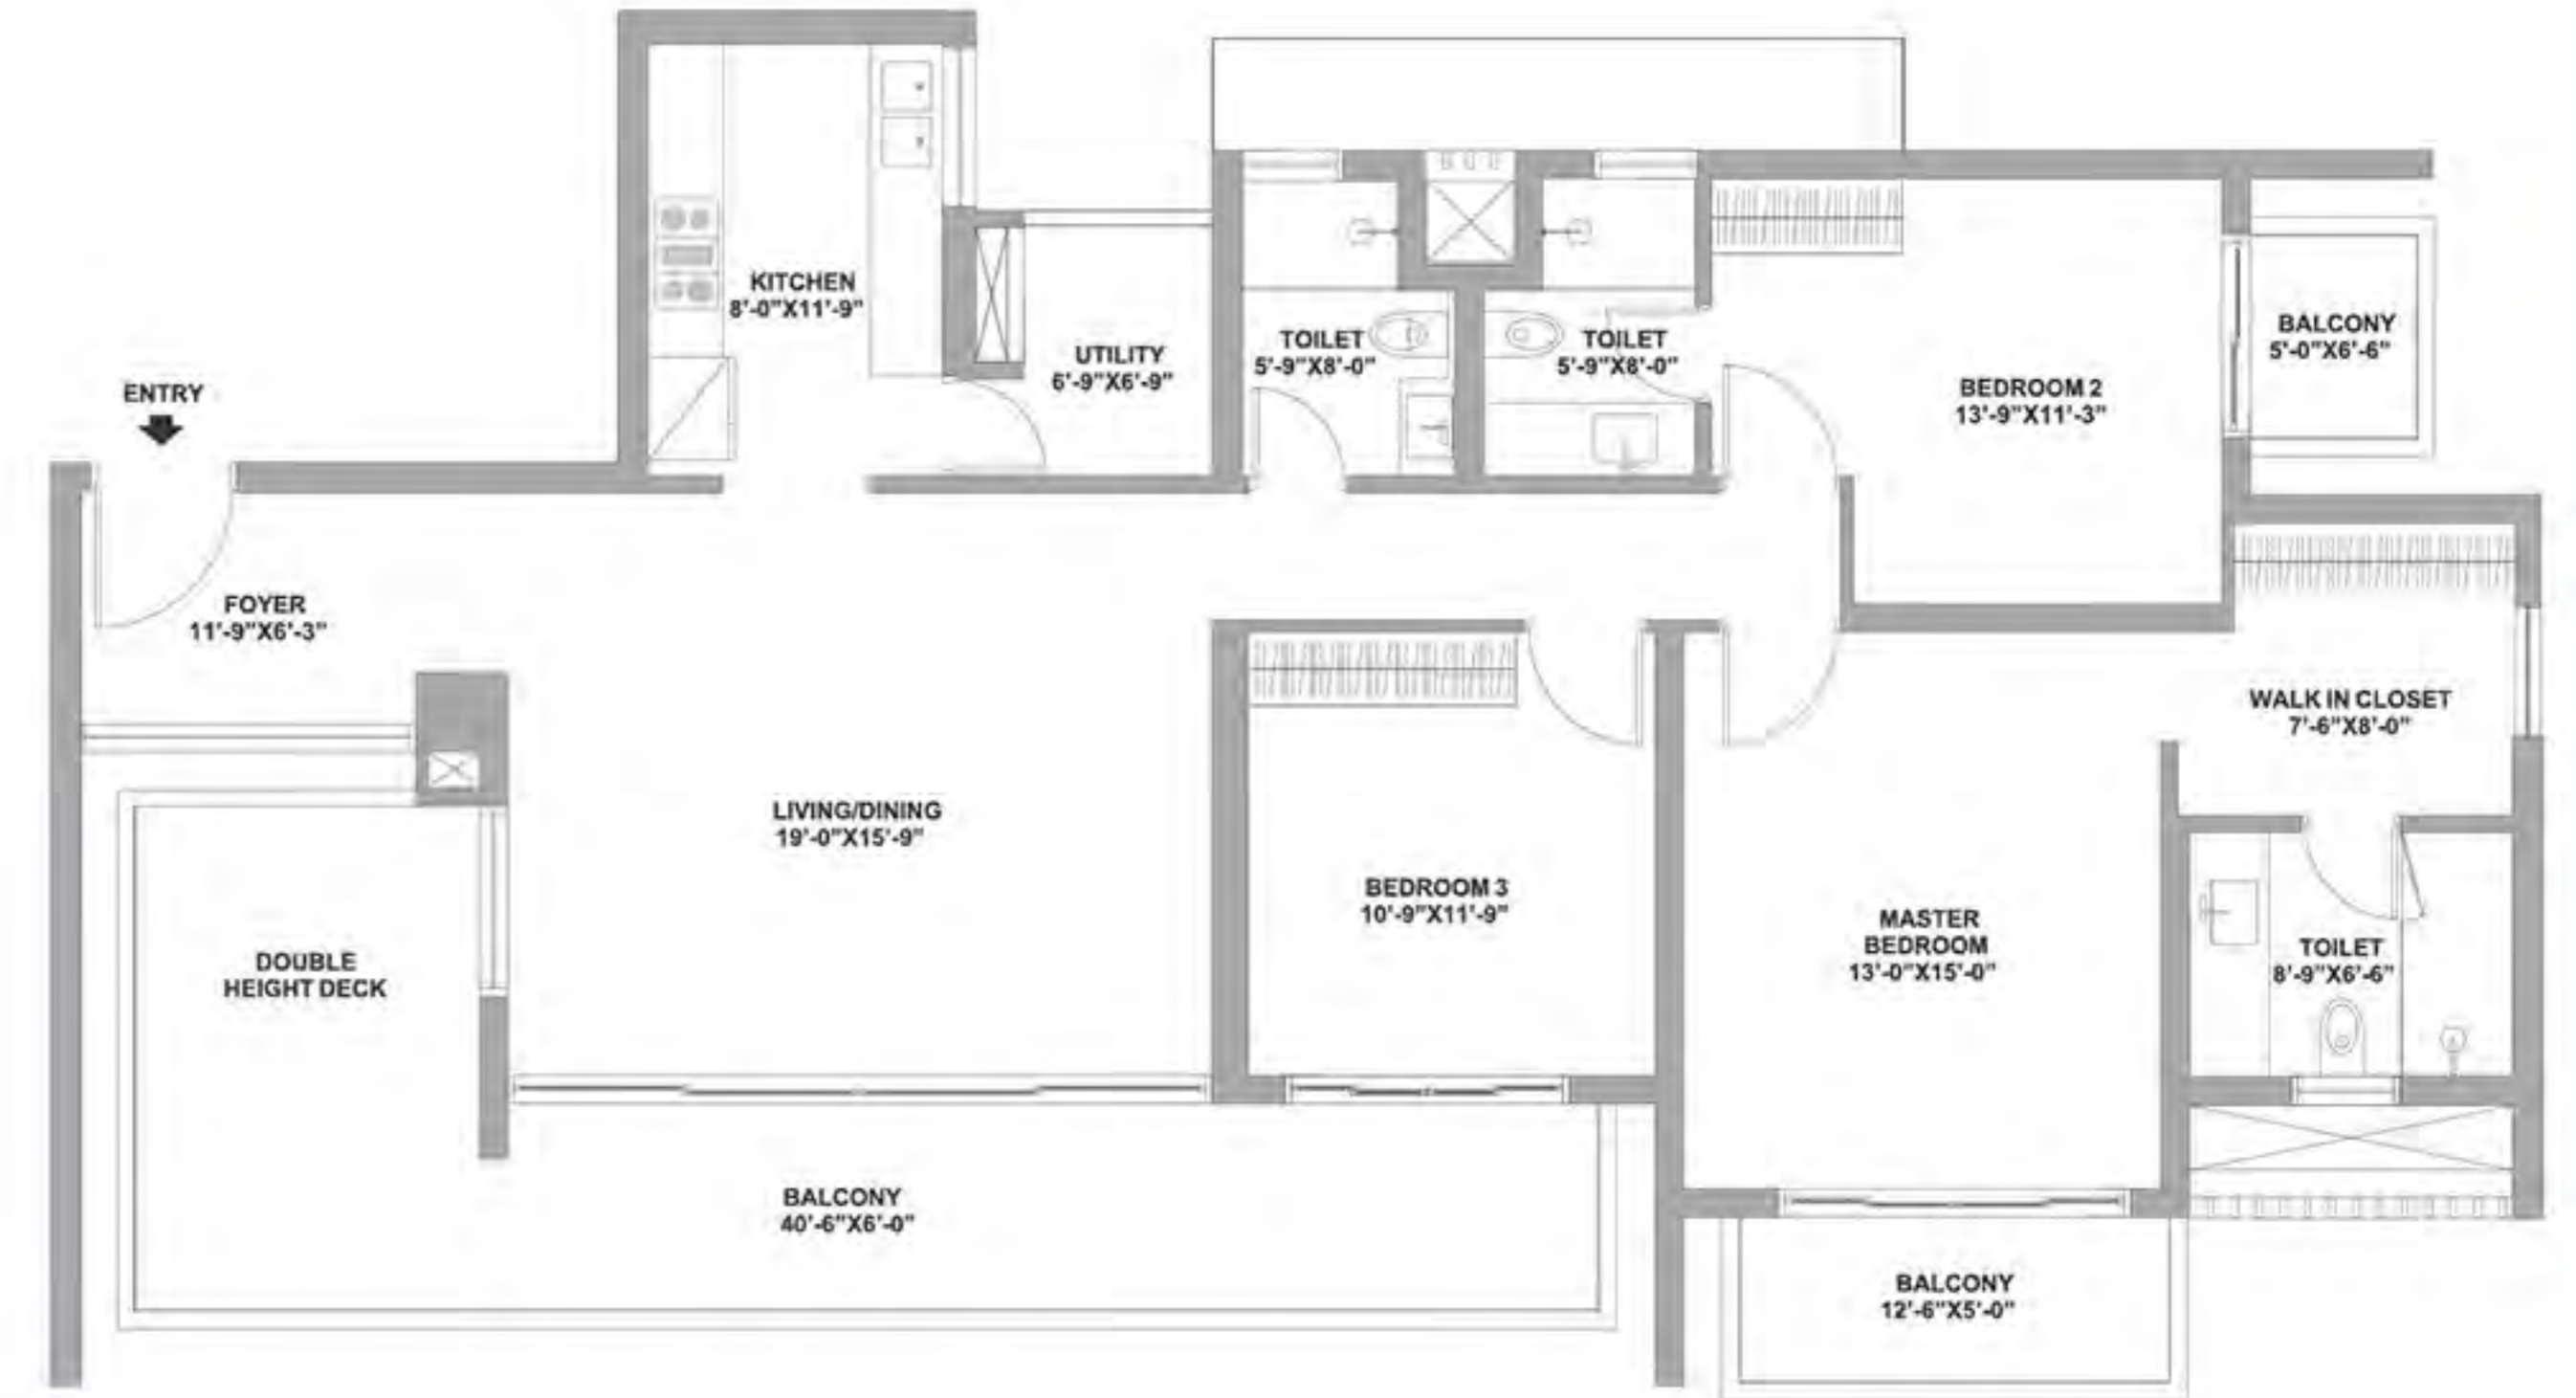 KITCHEN
8'-0"X11'-9"
UTILITY
6'-9"X6'-9"
TOILET
5'-9"X8'-0"
TOILET
5'-9"X8'-0"
BEDROOM 2
13'-9"X11'-3"
BALCONY
5'-0"X6'-6"
ENTRY
FOYER
11'-9"X6'-3"
WALK IN CLOSET
7'-6"X8'-0"
LIVING/DINING
19'-0"X15'-9"
BEDROOM 3
10'-9"X11'-9"
MASTER
BEDROOM
13'-0"X15'-0"
TOILET
8'-9"X6'-6"
DOUBLE
HEIGHT DECK
BALCONY
40'-6"X6'-0"
BALCONY
12'-6"X5'-0"